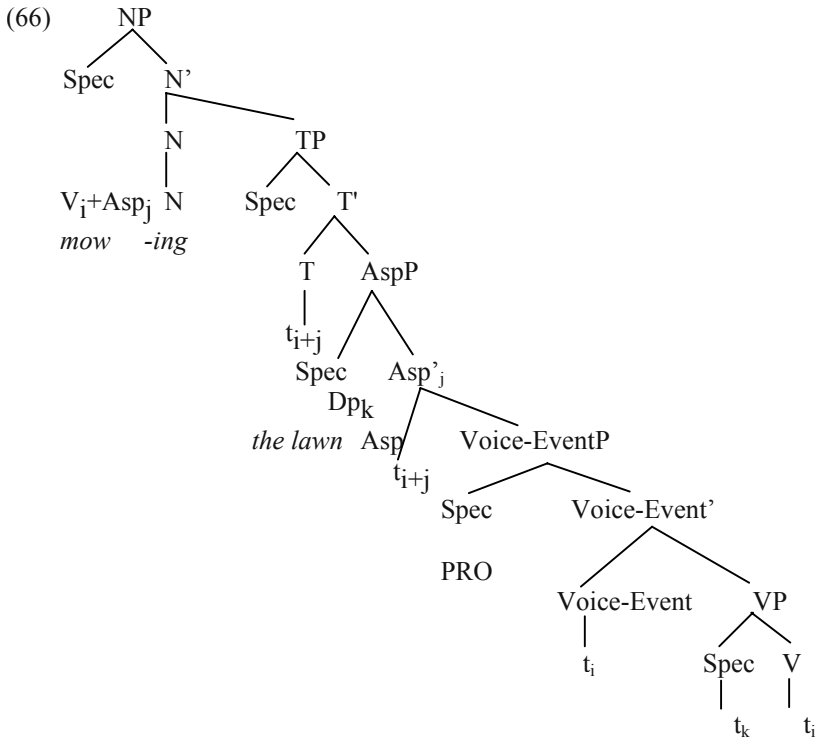 (66) NP
Spec N’
N TP
Vi+Aspj N Spec T'
mow -ing
T AspP
ti+j
Spec Asp’j
Dpk
the lawn Asp Voice-EventP
ti+j
Spec Voice-Event’
PRO
Voice-Event VP
ti Spec V
tk ti